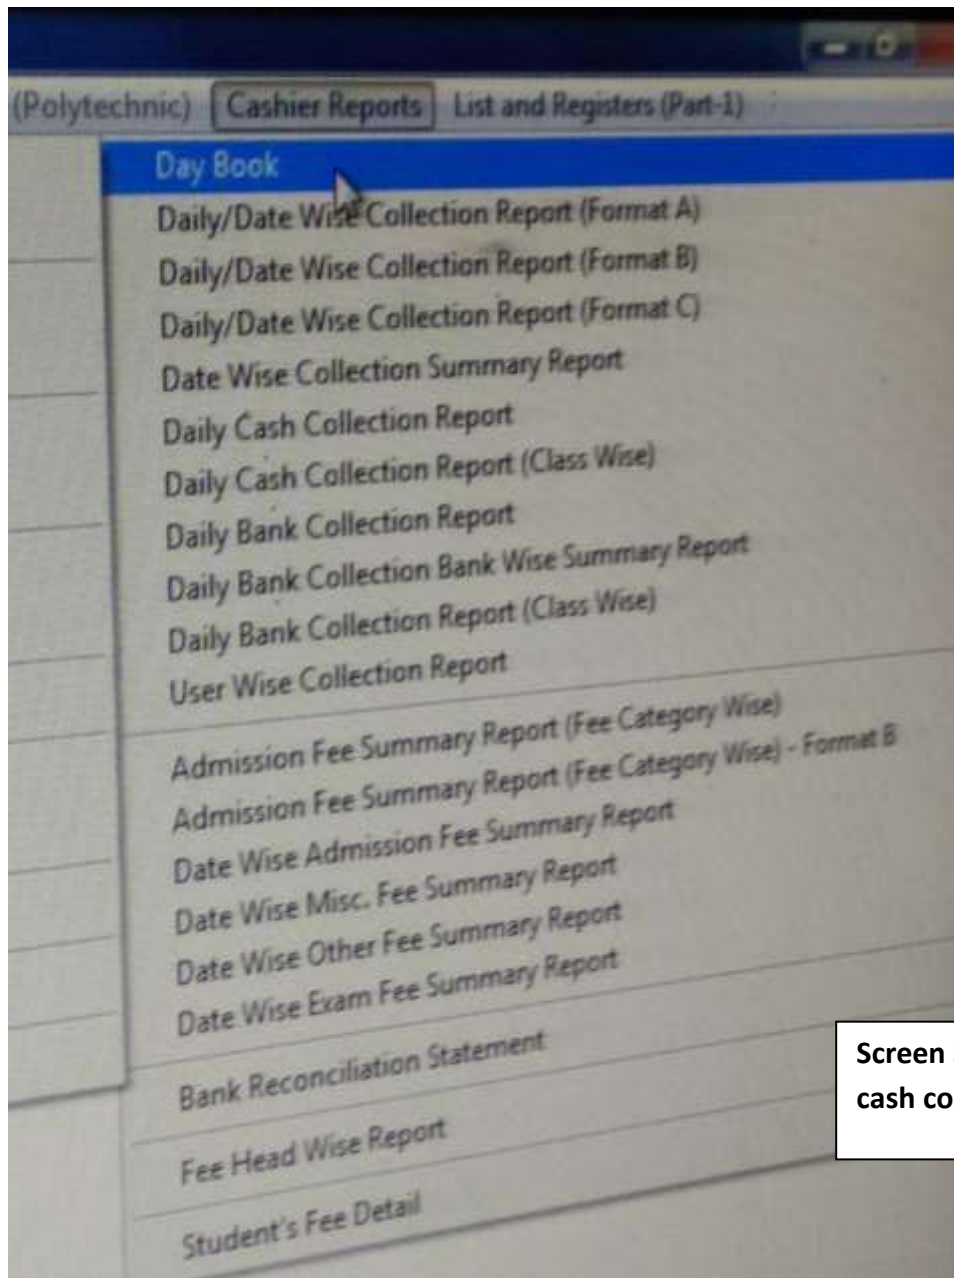 (Polytechnic) Cashier Reports List and Registers (Part-1)
Day Book
Daily/Date Wise Collection Report (Format A)
Daily/Date Wise Collection Report (Format B)
Daily/Date Wise Collection Report (Format C)
Date Wise Collection Summary Report
Daily Cash Collection Report
Daily Cash Collection Report (Class Wise)
Daily Bank Collection Report
Daily Bank Collection Bank Wise Summary Report
Daily Bank Collection Report (Class Wise)
User Wise Collection Report
Admission Fee Summary Report (Fee Category Wise)
Admission Fee Summary Report (Fee Category Wise) - Format B
Date Wise Admission Fee Summary Report
Date Wise Misc. Fee Summary Report
Date Wise Other Fee Summary Report
Date Wise Exam Fee Summary Report
Bank Reconciliation Statement
Fee Head Wise Report
Student's Fee Detail
Screen
cash co